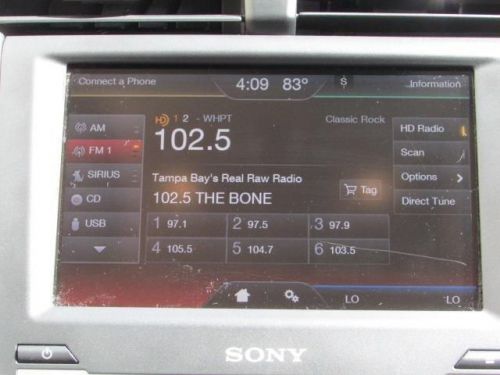 Connect a Phone
4:09 83° S
Information
AM
FM 1
SIRIUS
CD
USB
HD 1 2 - WHPT
102.5
Classic Rock
Tampa Bay's Real Raw Radio
102.5 THE BONE
Tag
HD Radio
Scan
Options
Direct Tune
1 97.1
2 97.5
3 97.9
4 105.5
5 104.7
6 103.5
LO
LO
SONY